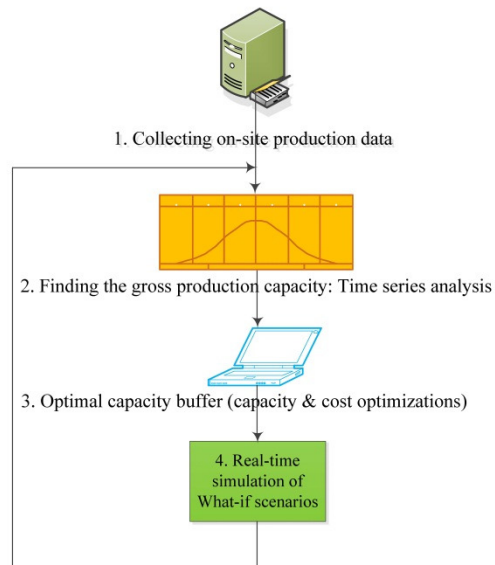 1. Collecting on-site production data
2. Finding the gross production capacity: Time series analysis
3. Optimal capacity buffer (capacity & cost optimizations)
4. Real-time
simulation of
What-if scenarios